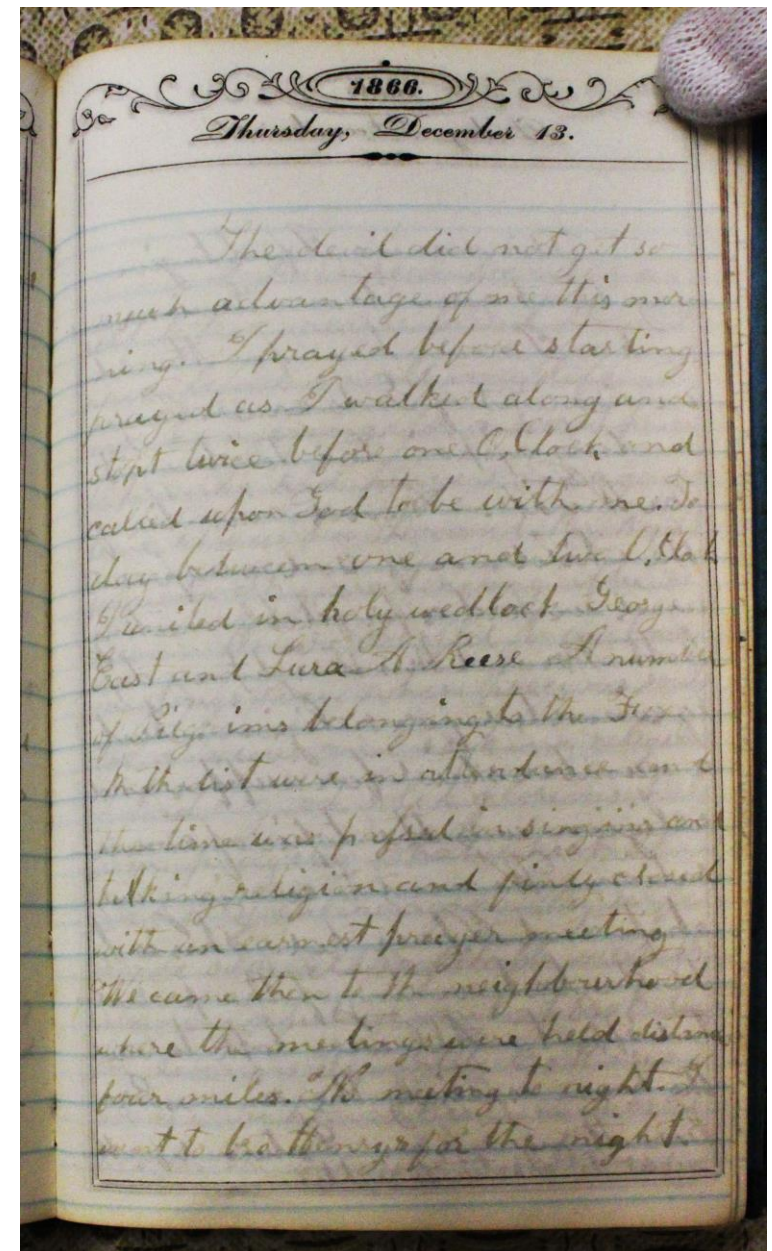 1866.
Thursday, December 13.
The devil did not get so
much advantage of me this mor
ning. I prayed before starting
prayed as I walked along and
stopt twice before one O,Clock and
called upon God to be with me. To
day between one and two O,Clok
I united in holy wedlock George
East and Lura A Reese A number
of Pilgrims belonging to the Free
Methodist were in attendance and
the time was passed in singing and
talking religion and finly closed
with an earnest prayer meeting
We came then to the neighbourhood
where the meetings were held distance
four miles. No meeting to night. I
went to for the night.